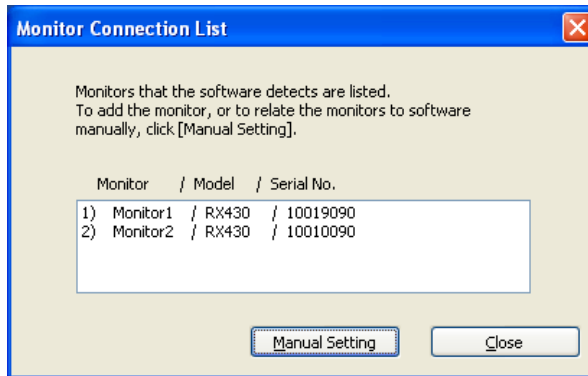 Monitor Connection List
Monitors that the software detects are listed.
To add the monitor, or to relate the monitors to software
manually, click [Manual Setting].
Monitor / Model / Serial No.
1) Monitor1 / RX430 / 10019090
2) Monitor2 / RX430 / 10010090
Manual Setting Close